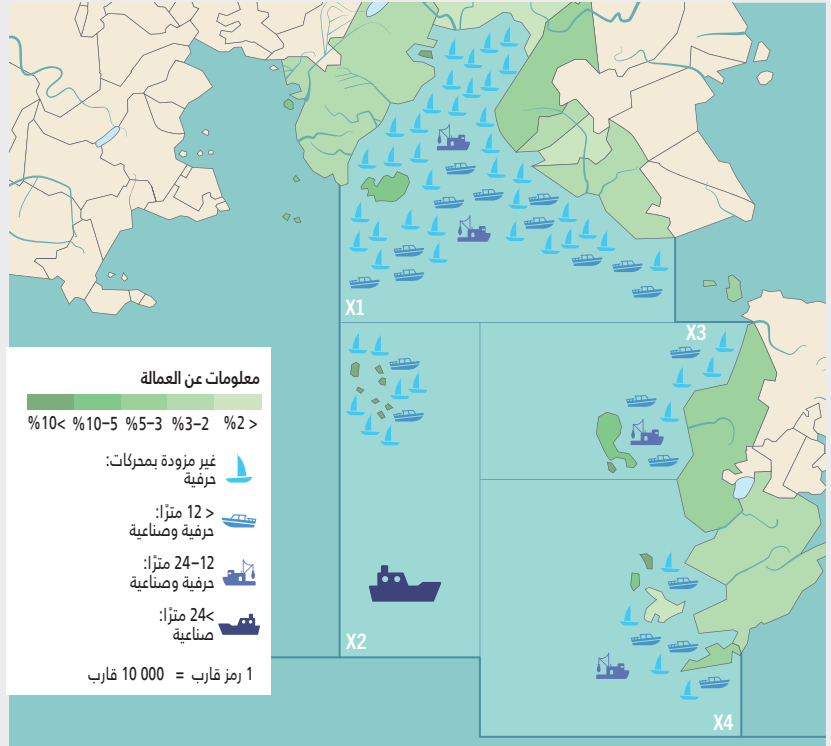 X1
X3
معلومات عن العمالة
< 2% 2–3% 3–5% 5–10% >10%
غير مزودة بمحركات:
حرفية
< 12 مترًا:
حرفية وصناعية
12–24 مترًا:
حرفية وصناعية
>24 مترًا:
صناعية
1 رمز قارب = 000 10 قارب
X2
X4